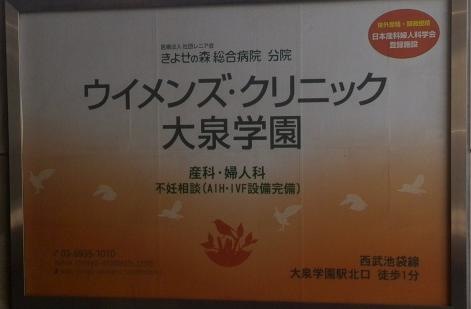 体外受精・顕微授精
日本産科婦人科学会
登録施設
医療法人社団レニア会
きよせの森 総合病院 分院
ウイメンズ・クリニック
大泉学園
産科・婦人科
不妊相談(AIH・IVF設備完備)
03-5935-1010
西武池袋線
大泉学園駅北口 徒歩1分